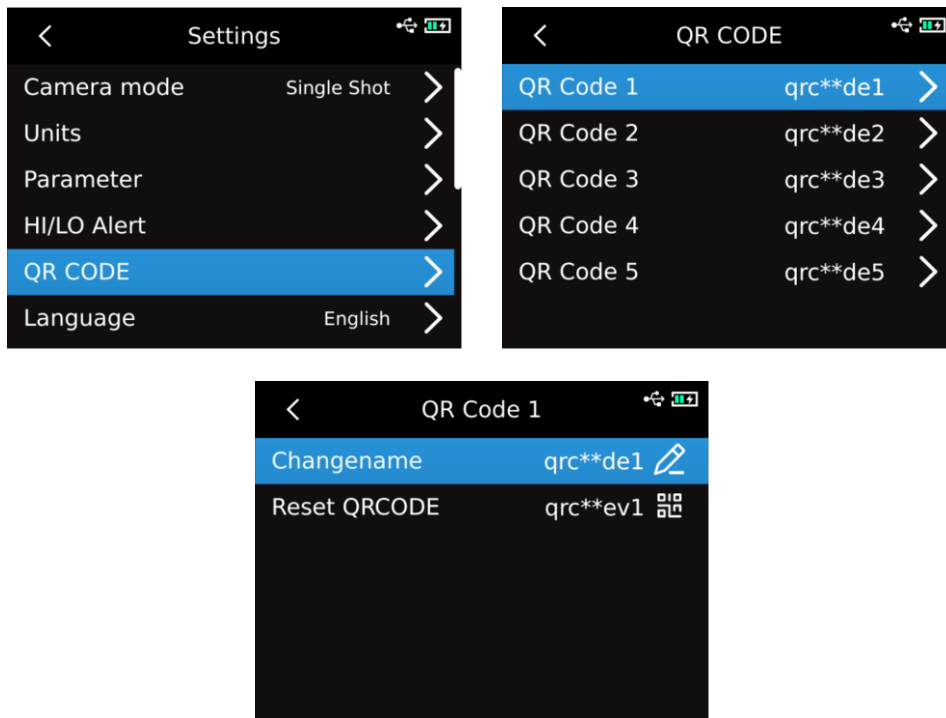 Settings
Camera mode Single Shot
Units
Parameter
HI/LO Alert
QR CODE
Language English
QR CODE
QR Code 1 qrc**de1
QR Code 2 qrc**de2
QR Code 3 qrc**de3
QR Code 4 qrc**de4
QR Code 5 qrc**de5
QR Code 1
Changename qrc**de1
Reset QRCODE qrc**ev1